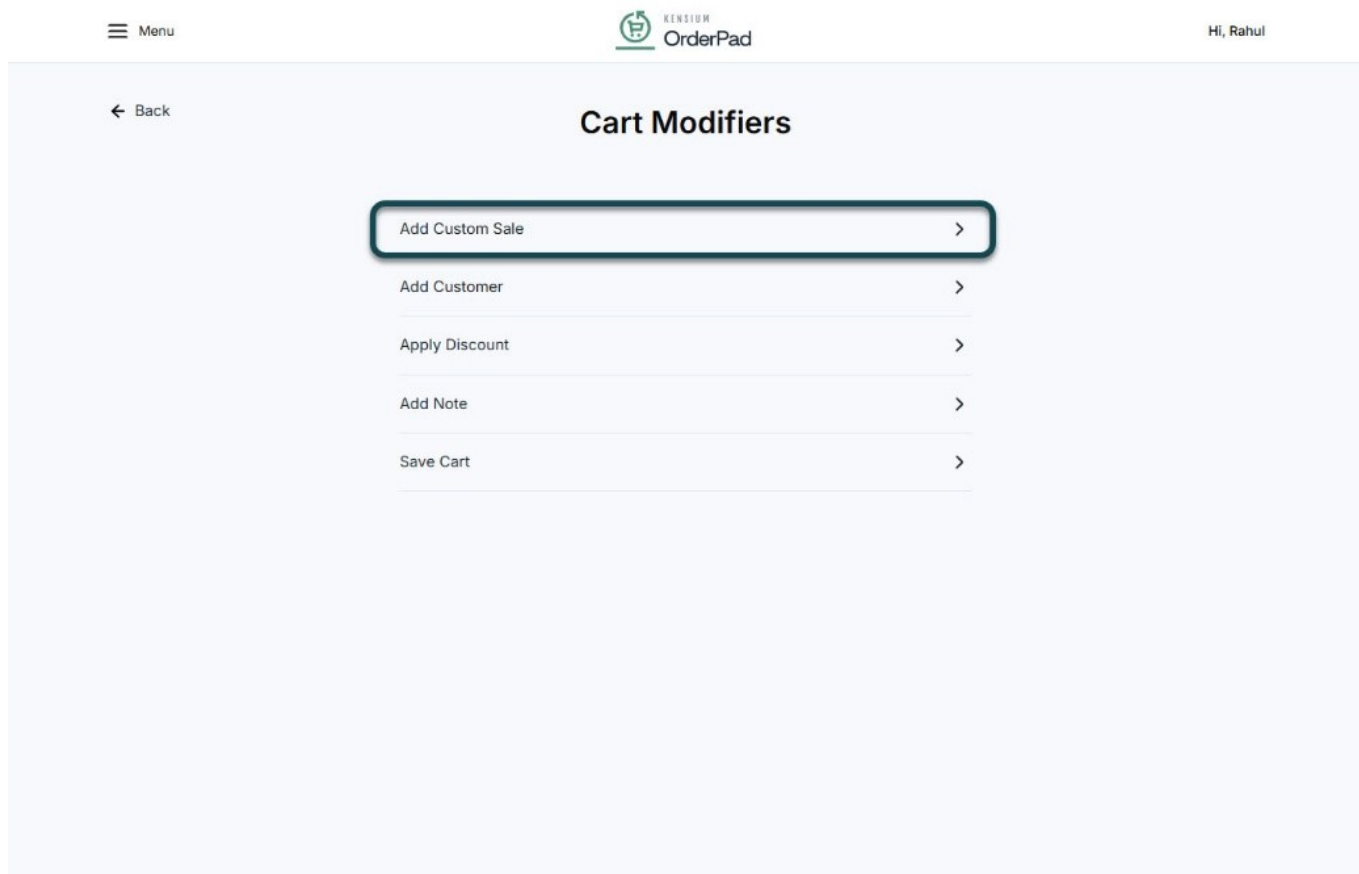 Menu
KENSIUM
OrderPad
Hi, Rahul
Back
Cart Modifiers
Add Custom Sale
Add Customer
Apply Discount
Add Note
Save Cart